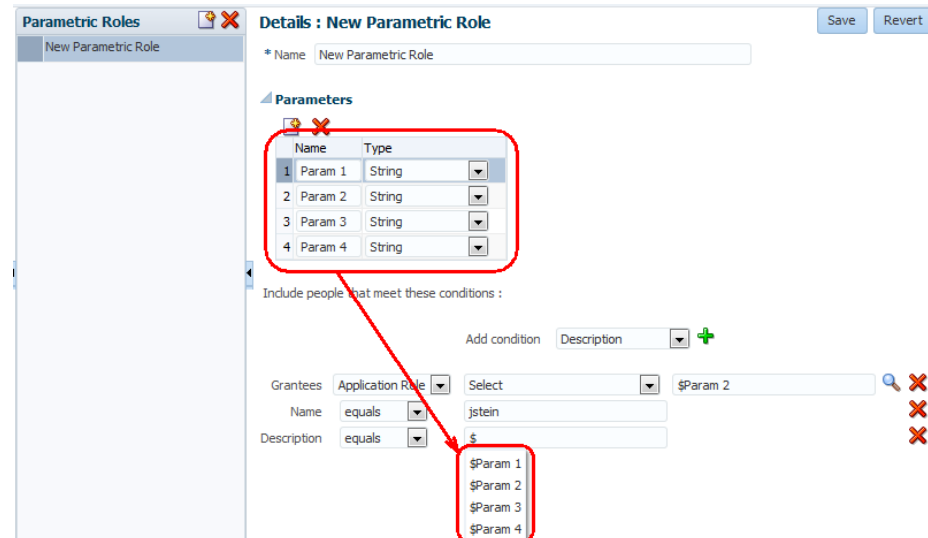 Parametric Roles
New Parametric Role
Details : New Parametric Role
Save Revert
* Name New Parametric Role
Parameters
Name Type
1 Param 1 String
2 Param 2 String
3 Param 3 String
4 Param 4 String
Include people that meet these conditions :
Add condition Description
Grantees Application Role Select $Param 2
Name equals jstein
Description equals $
$Param 1
$Param 2
$Param 3
$Param 4